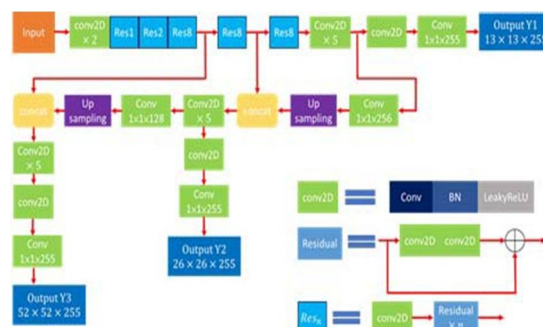 Input
conv2D
× 2
Res1
Res2
Res8
Res8
Res8
Conv2D
× 5
conv2D
Conv
1x1x255
Output Y1
13 × 13 × 255
concat
Up
sampling
Conv
1x1x128
Conv2D
× 5
concat
Up
sampling
Conv
1x1x256
Conv2D
× 5
conv2D
Conv
1x1x255
Output Y3
52 × 52 × 255
conv2D
Conv
1x1x255
Output Y2
26 × 26 × 255
conv2D
Conv
BN
LeakyReLU
Residual
conv2D
conv2D
Resn
conv2D
Residual
× n